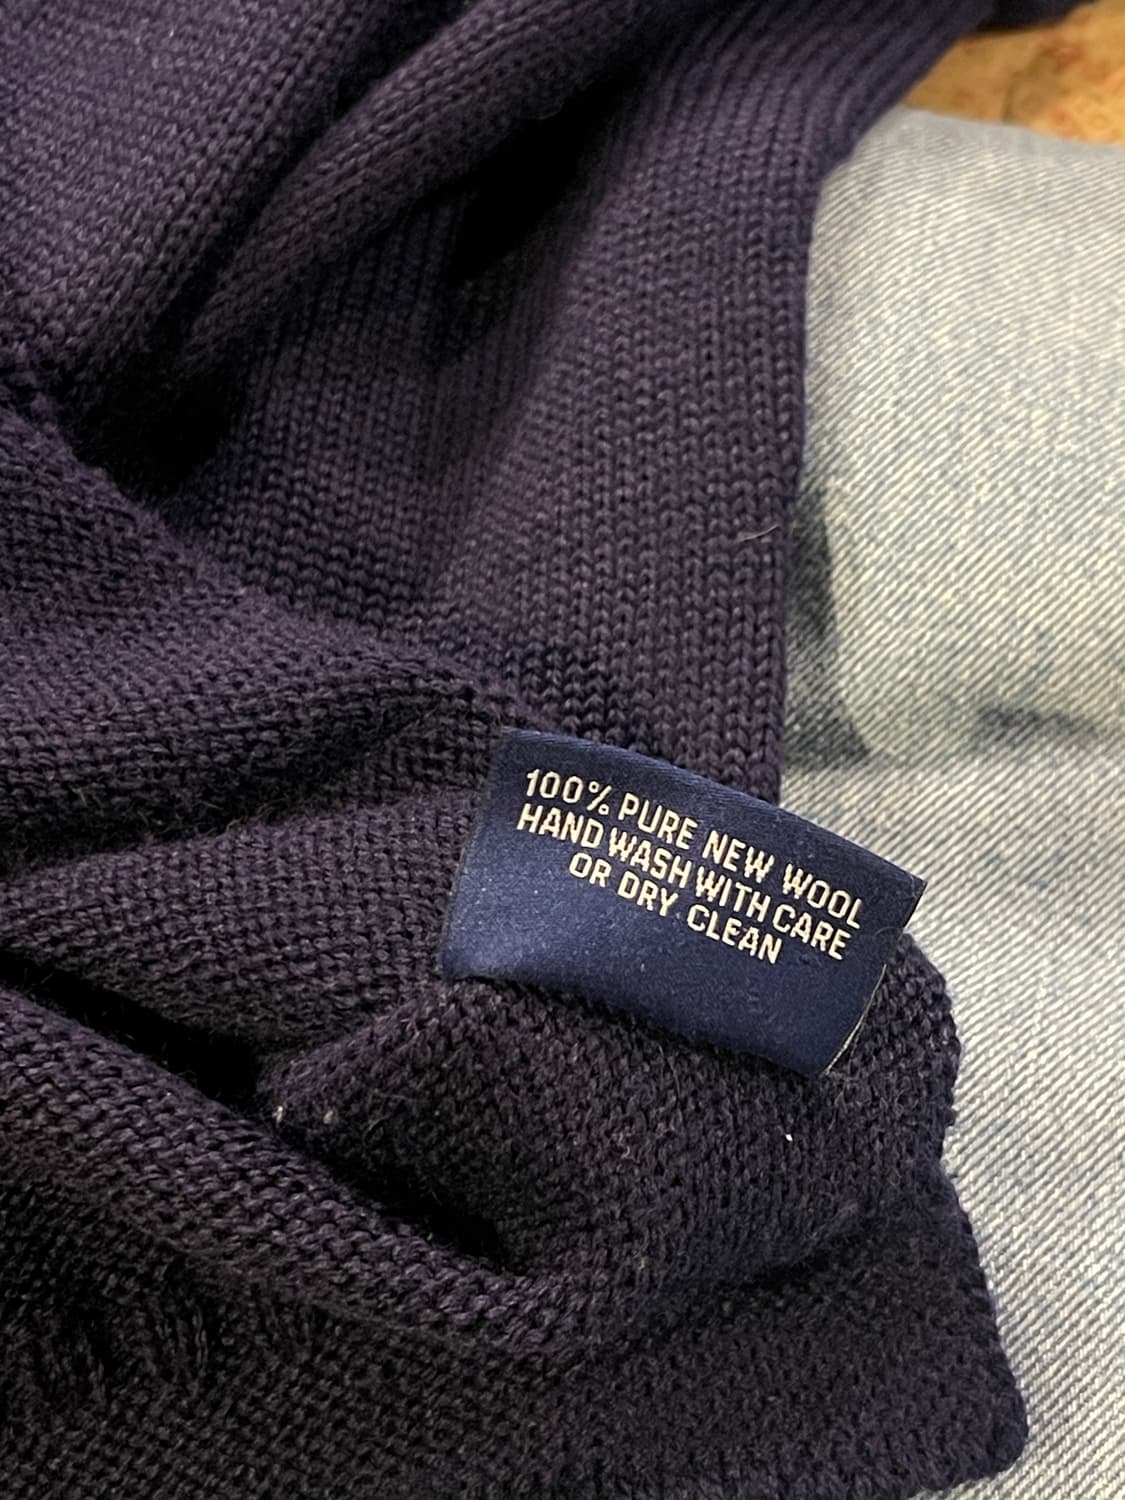 100% PURE NEW WOOL
HAND WASH WITH CARE
OR DRY CLEAN